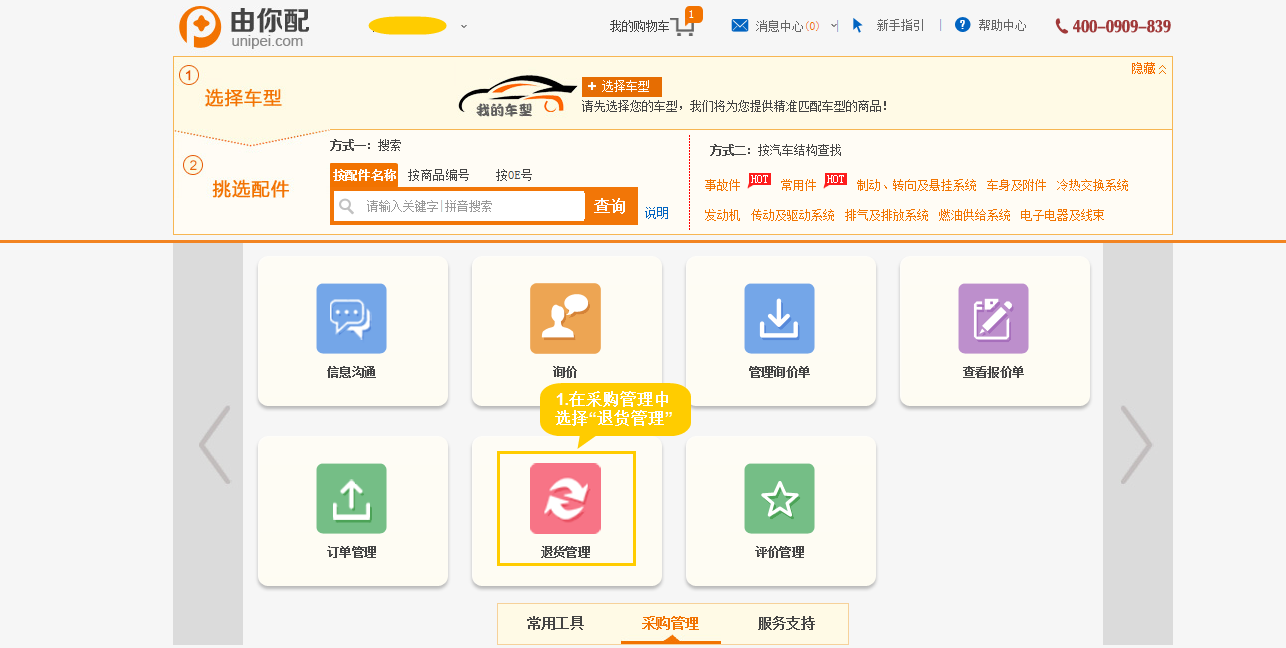 由你配
unipei.com
我的购物车
1
消息中心(0)
新手指引
|
帮助中心
400-0909-839
1
选择车型
我的车型
+ 选择车型
请先选择您的车型，我们将为您提供精准匹配车型的商品！
隐藏
2
挑选配件
方式一：搜索
按配件名称
按商品编号
按OE号
请输入关键字|拼音搜索
查询
说明
方式二：按汽车结构查找
事故件 HOT 常用件 HOT 制动、转向及悬挂系统 车身及附件 冷热交换系统
发动机 传动及驱动系统 排气及排放系统 燃油供给系统 电子电器及线束
信息沟通
询价
管理询价单
查看报价单
1.在采购管理中
选择“退货管理”
订单管理
退货管理
评价管理
常用工具
采购管理
服务支持